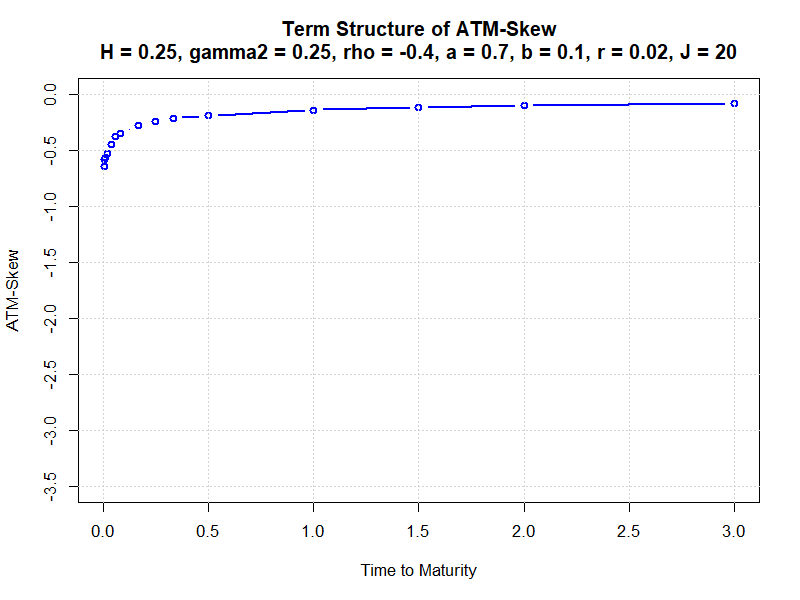 Term Structure of ATM-Skew
H = 0.25, gamma2 = 0.25, rho = -0.4, a = 0.7, b = 0.1, r = 0.02, J = 20
ATM-Skew
0.0
-0.5
-1.0
-1.5
-2.0
-2.5
-3.0
-3.5
0.0 0.5 1.0 1.5 2.0 2.5 3.0
Time to Maturity